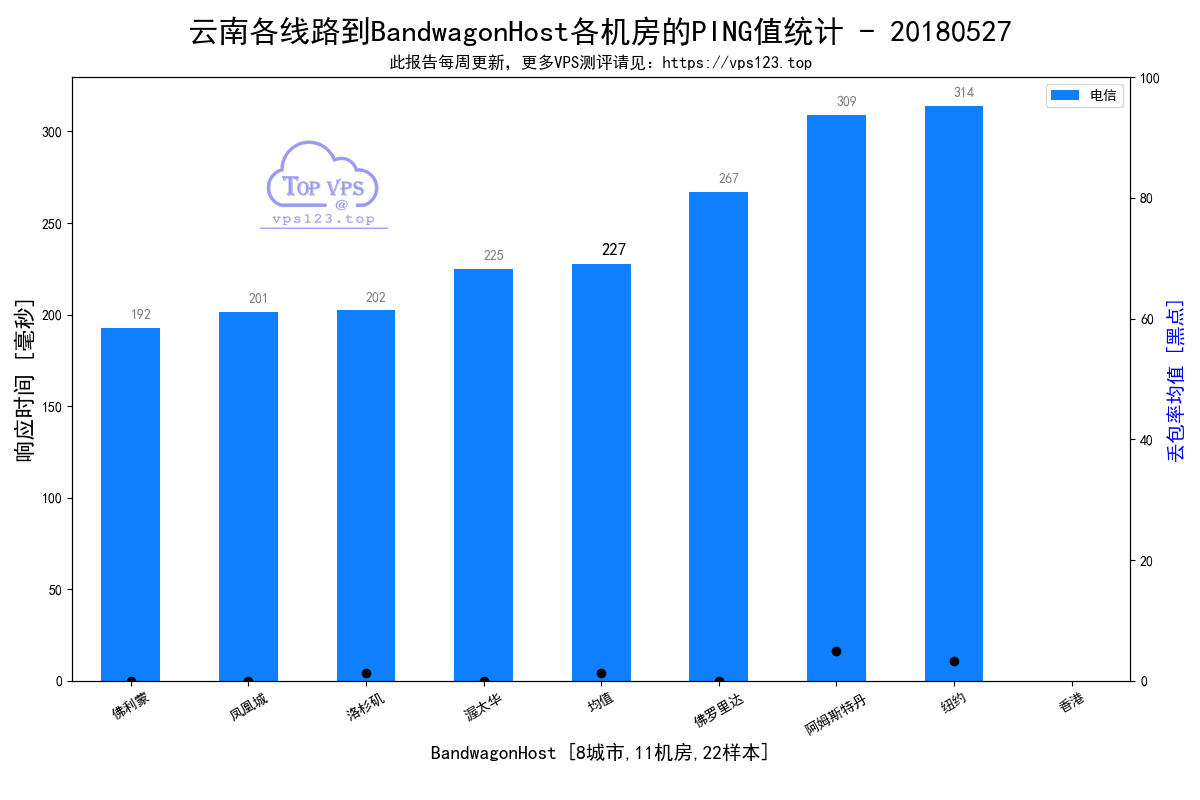 云南各线路到BandwagonHost各机房的PING值统计 - 20180527
此报告每周更新，更多VPS测评请见：https://vps123.top
电信
TOP VPS
@
vps123.top
响应时间 [毫秒]
300
250
200
150
100
50
0
192
201
202
225
227
267
309
314
100
80
60
40
20
0
丢包率均值 [黑点]
佛利蒙
凤凰城
洛杉矶
渥太华
均值
佛罗里达
阿姆斯特丹
纽约
香港
BandwagonHost [8城市,11机房,22样本]